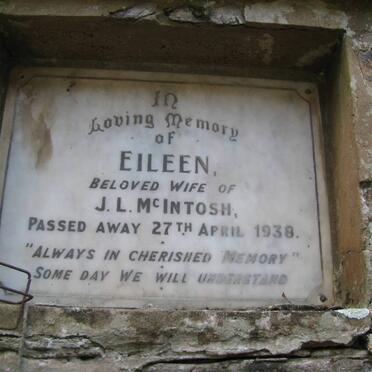 In
Loving Memory
of
EILEEN,
BELOVED WIFE OF
J. L. McINTOSH,
PASSED AWAY 27TH APRIL 1938.
"ALWAYS IN CHERISHED MEMORY"
SOME DAY WE WILL UNDERSTAND